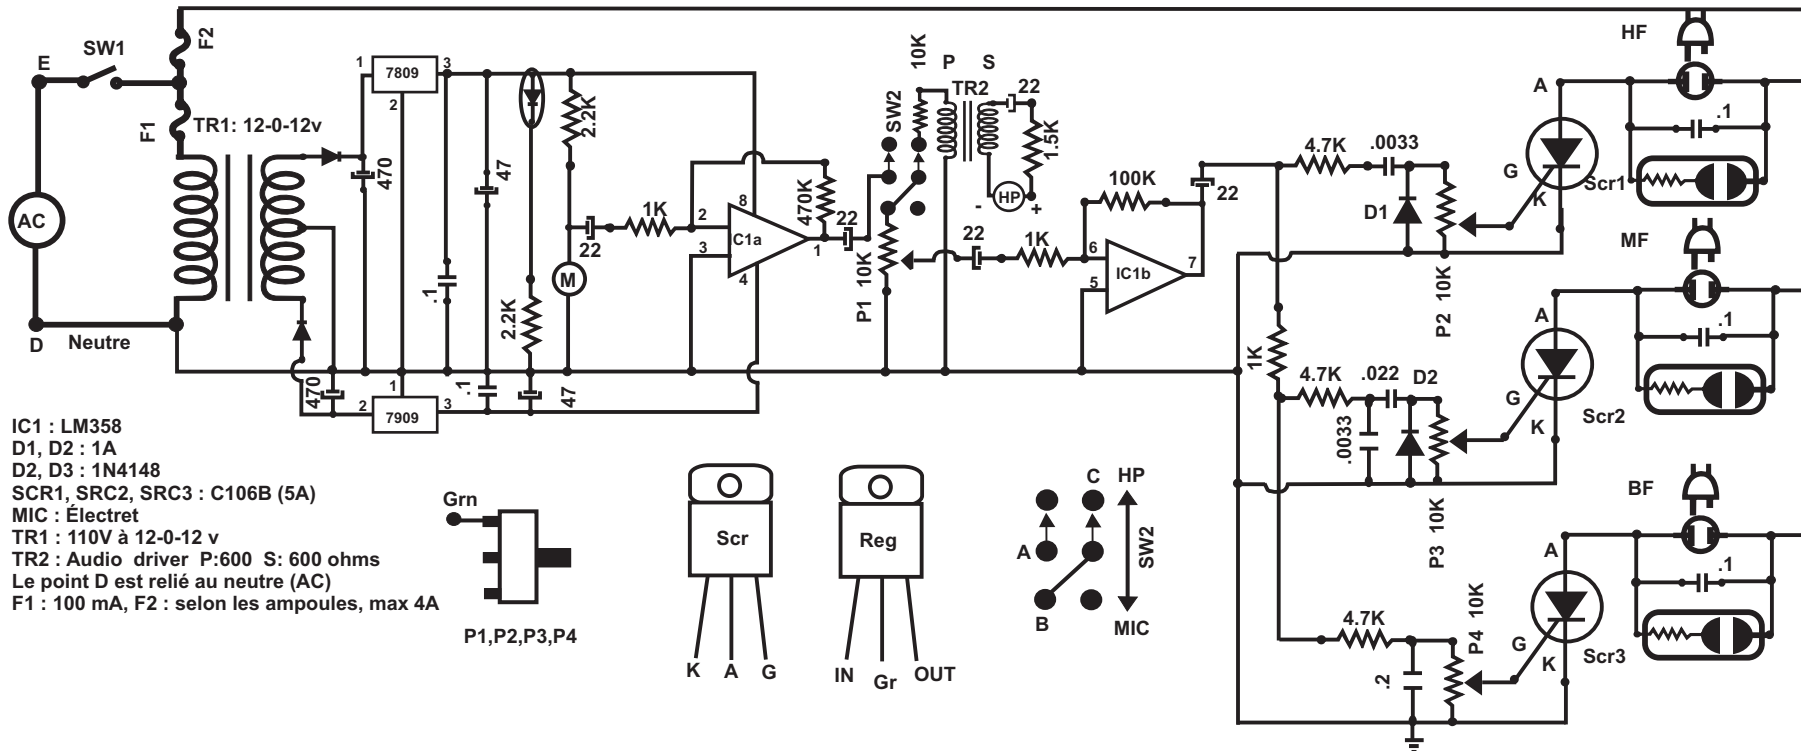 E
SW1
F2
AC
F1
D
Neutre
TR1: 12-0-12v
1
7809
3
2
470
470
1
2
7909
3
.1
47
.1
2.2K
2.2K
47
M
22
1K
2
3
8
IC1a
4
1
470K
22
P1 10K
SW2
10K
P S
TR2
22
1.5K
HP
-
+
22
1K
100K
6
5
IC1b
7
22
4.7K
.0033
D1
P2 10K
1K
4.7K
.022
D2
.0033
P3 10K
4.7K
.2
P4 10K
A
G
K
Scr1
HF
.1
A
G
K
Scr2
MF
.1
A
G
K
Scr3
BF
.1
IC1 : LM358
D1, D2 : 1A
D2, D3 : 1N4148
SCR1, SRC2, SRC3 : C106B (5A)
MIC : Électret
TR1 : 110V à 12-0-12 v
TR2 : Audio driver P:600 S: 600 ohms
Le point D est relié au neutre (AC)
F1 : 100 mA, F2 : selon les ampoules, max 4A
Grn
P1,P2,P3,P4
Scr
K A G
Reg
IN Gr OUT
C HP
A
SW2
B
MIC